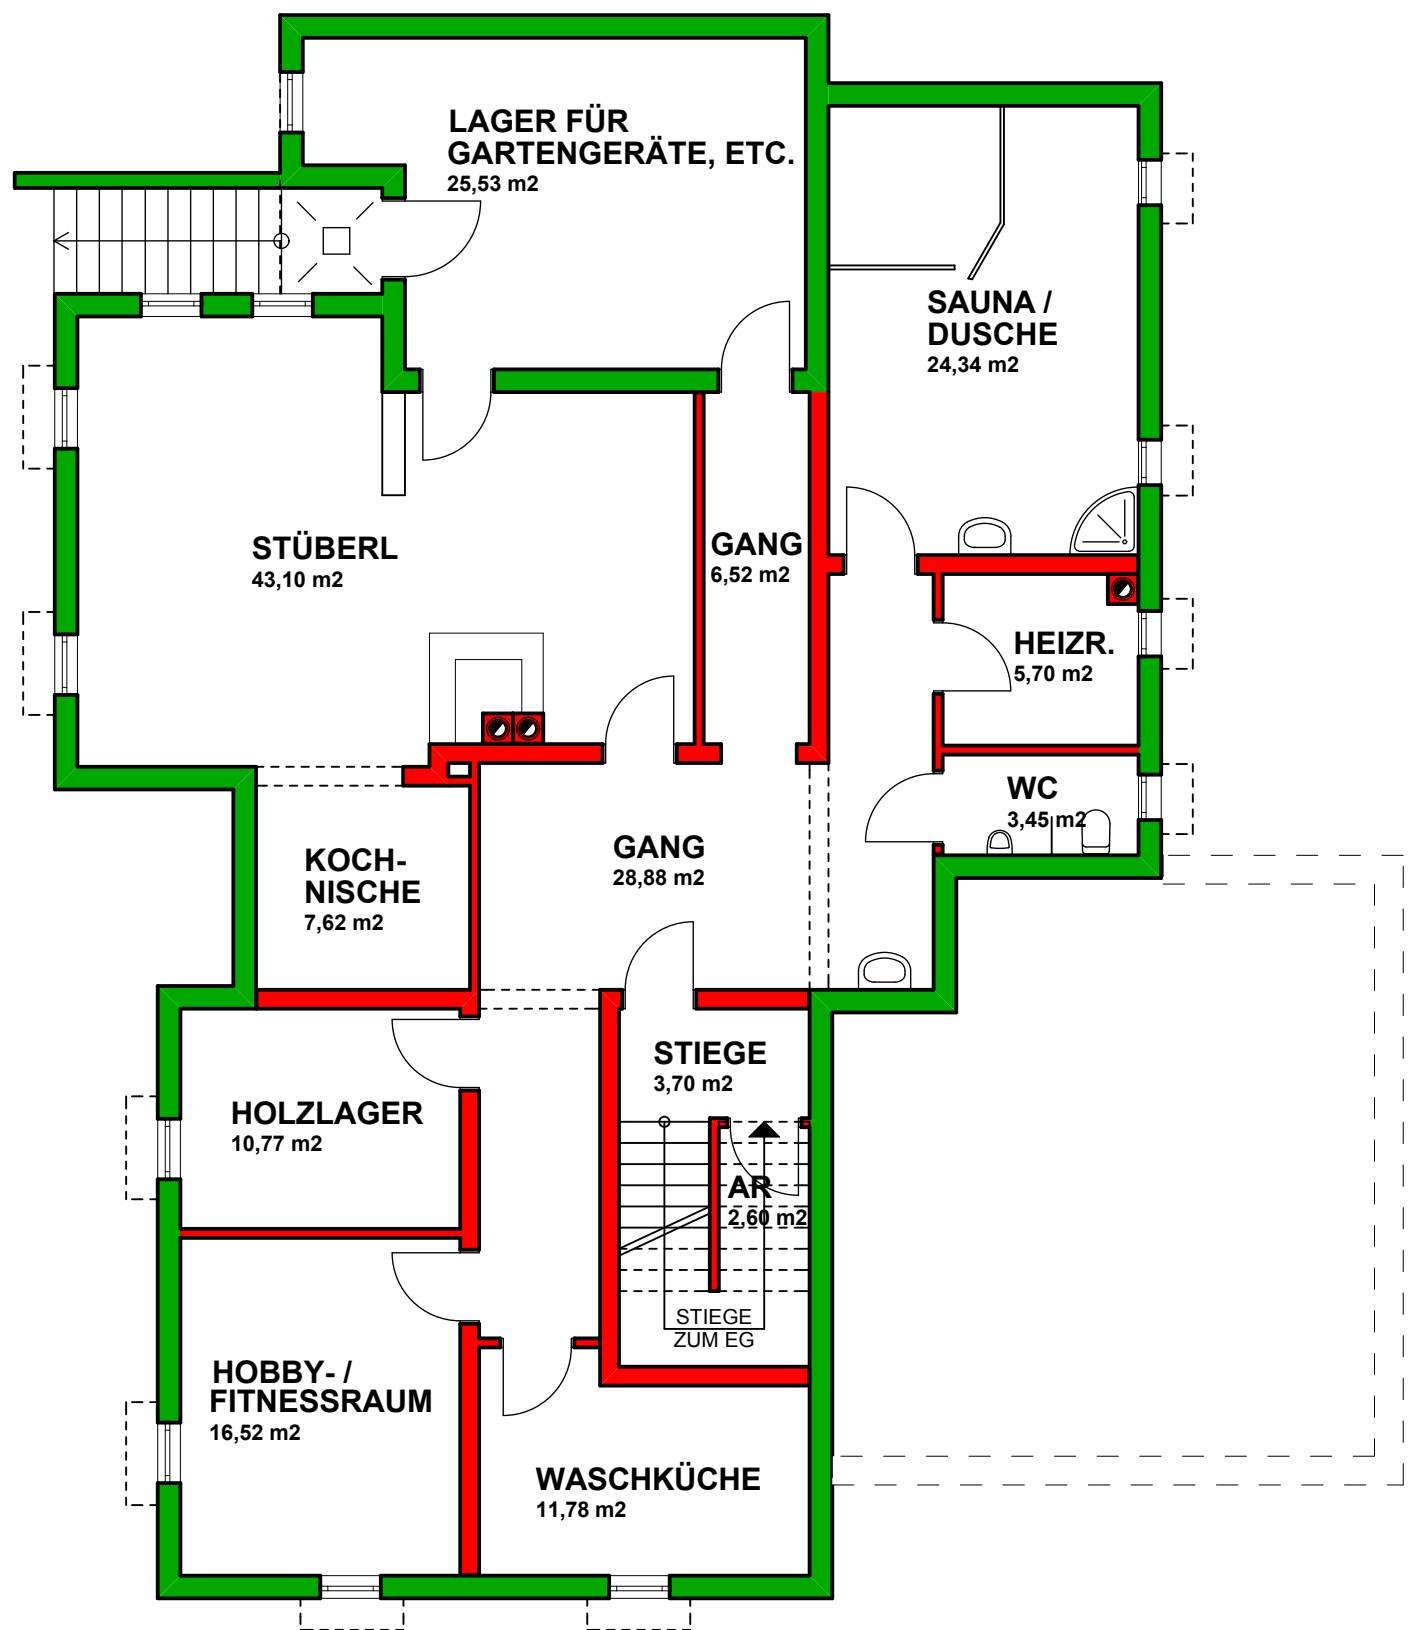 LAGER FÜR
GARTENGERÄTE, ETC.
25,53 m2
SAUNA /
DUSCHE
24,34 m2
STÜBERL
43,10 m2
GANG
6,52 m2
HEIZR.
5,70 m2
WC
3,45 m2
KOCH-
NISCHE
7,62 m2
GANG
28,88 m2
STIEGE
3,70 m2
HOLZLAGER
10,77 m2
AR
2,60 m2
STIEGE
ZUM EG
HOBBY- /
FITNESSRAUM
16,52 m2
WASCHKÜCHE
11,78 m2